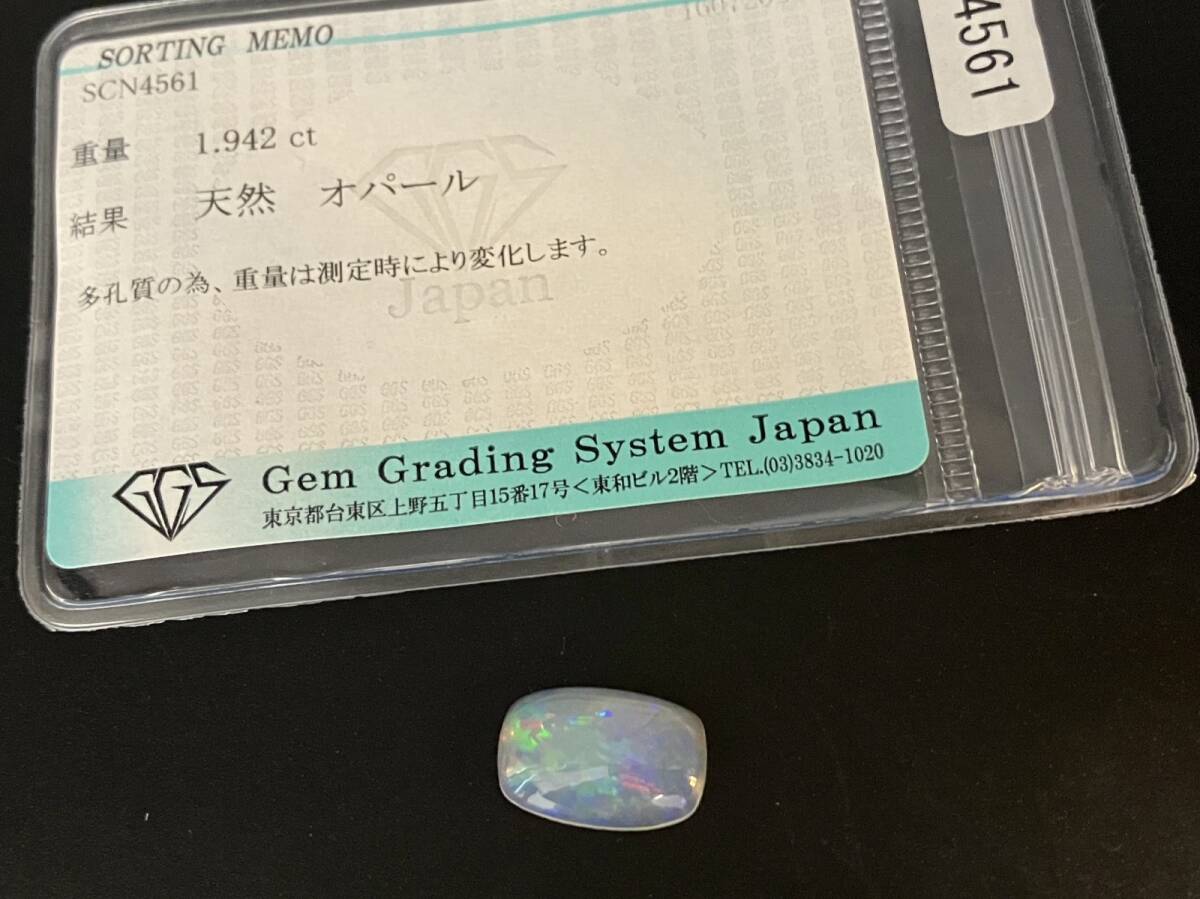 SORTING MEMO
SCN4561
重量 1.942 ct
結果 天然 オパール
多孔質の為、重量は測定時により変化します。
Japan
GGS
Gem Grading System Japan
東京都台東区上野五丁目15番17号＜東和ビル2階＞TEL.(03)3834-1020
4561